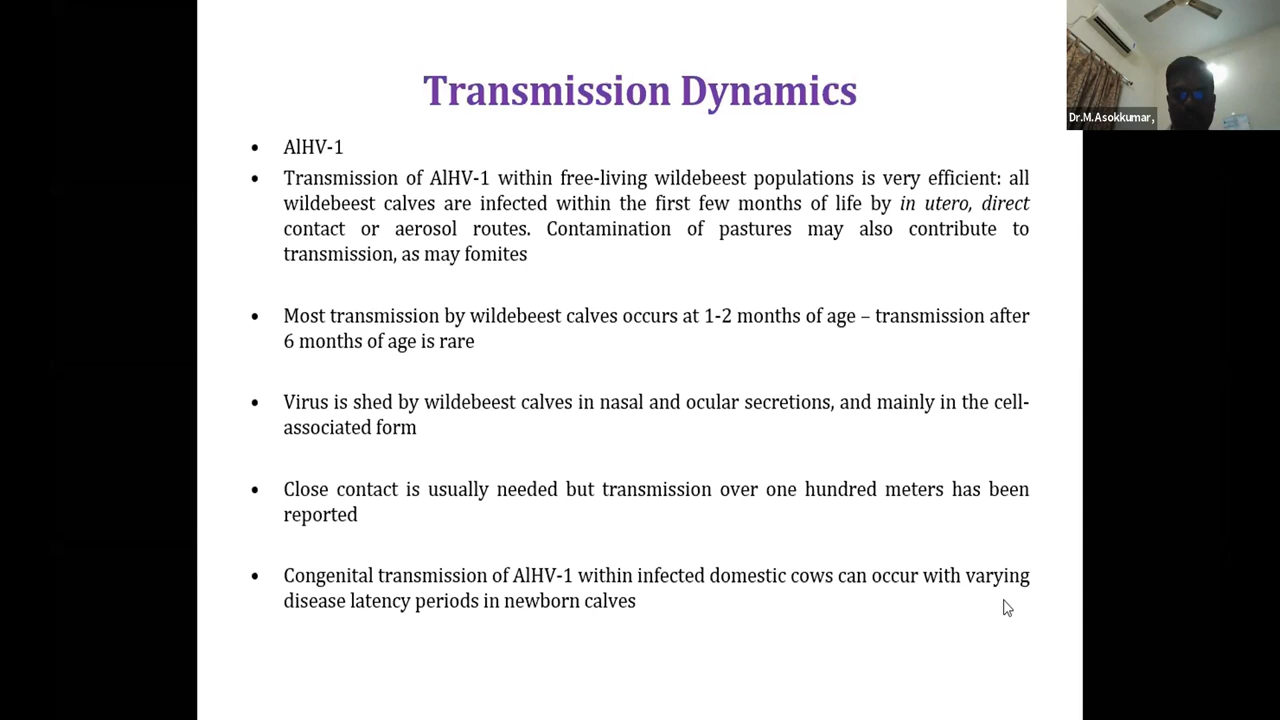 Transmission Dynamics
Dr.M.Asokkumar,
• AlHV-1
• Transmission of AlHV-1 within free-living wildebeest populations is very efficient: all
wildebeest calves are infected within the first few months of life by in utero, direct
contact or aerosol routes. Contamination of pastures may also contribute to
transmission, as may fomites
• Most transmission by wildebeest calves occurs at 1-2 months of age – transmission after
6 months of age is rare
• Virus is shed by wildebeest calves in nasal and ocular secretions, and mainly in the cell-
associated form
• Close contact is usually needed but transmission over one hundred meters has been
reported
• Congenital transmission of AlHV-1 within infected domestic cows can occur with varying
disease latency periods in newborn calves